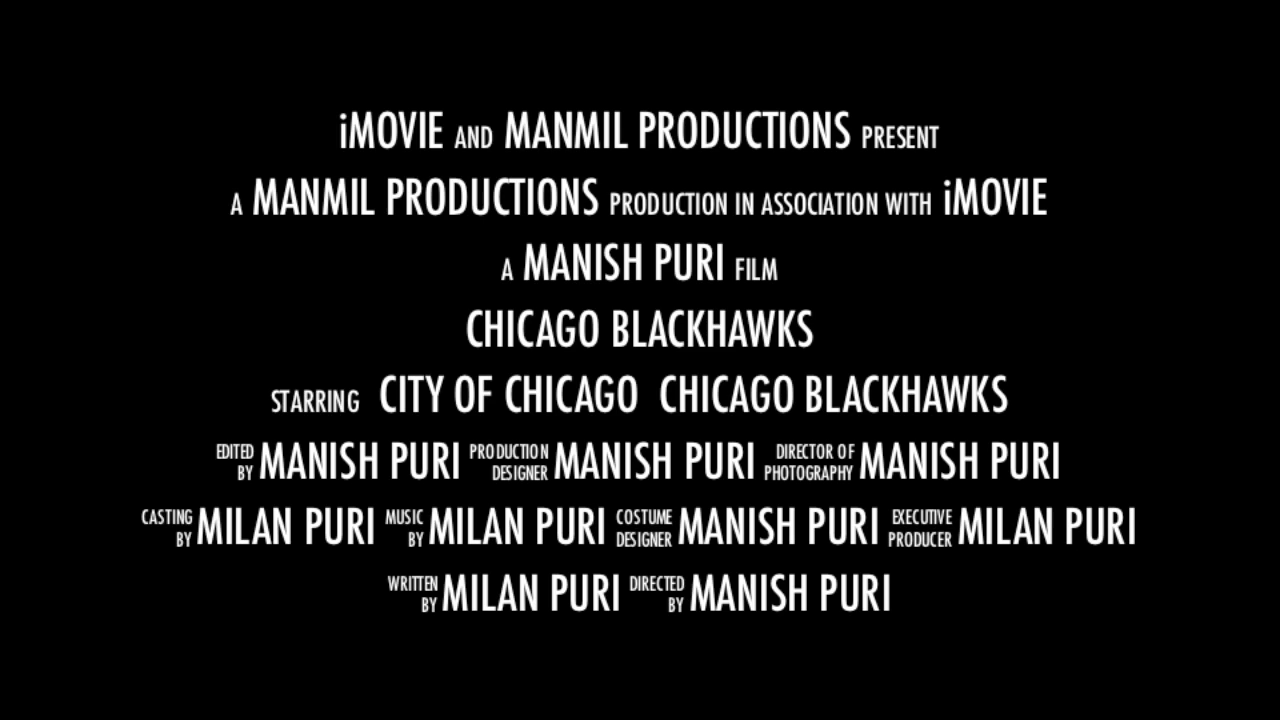 iMOVIE AND MANMIL PRODUCTIONS PRESENT
A MANMIL PRODUCTIONS PRODUCTION IN ASSOCIATION WITH iMOVIE
A MANISH PURI FILM
CHICAGO BLACKHAWKS
STARRING CITY OF CHICAGO CHICAGO BLACKHAWKS
EDITED BY MANISH PURI PRODUCTION DESIGNER MANISH PURI DIRECTOR OF PHOTOGRAPHY MANISH PURI
CASTING BY MILAN PURI MUSIC BY MILAN PURI COSTUME DESIGNER MANISH PURI EXECUTIVE PRODUCER MILAN PURI
WRITTEN BY MILAN PURI DIRECTED BY MANISH PURI